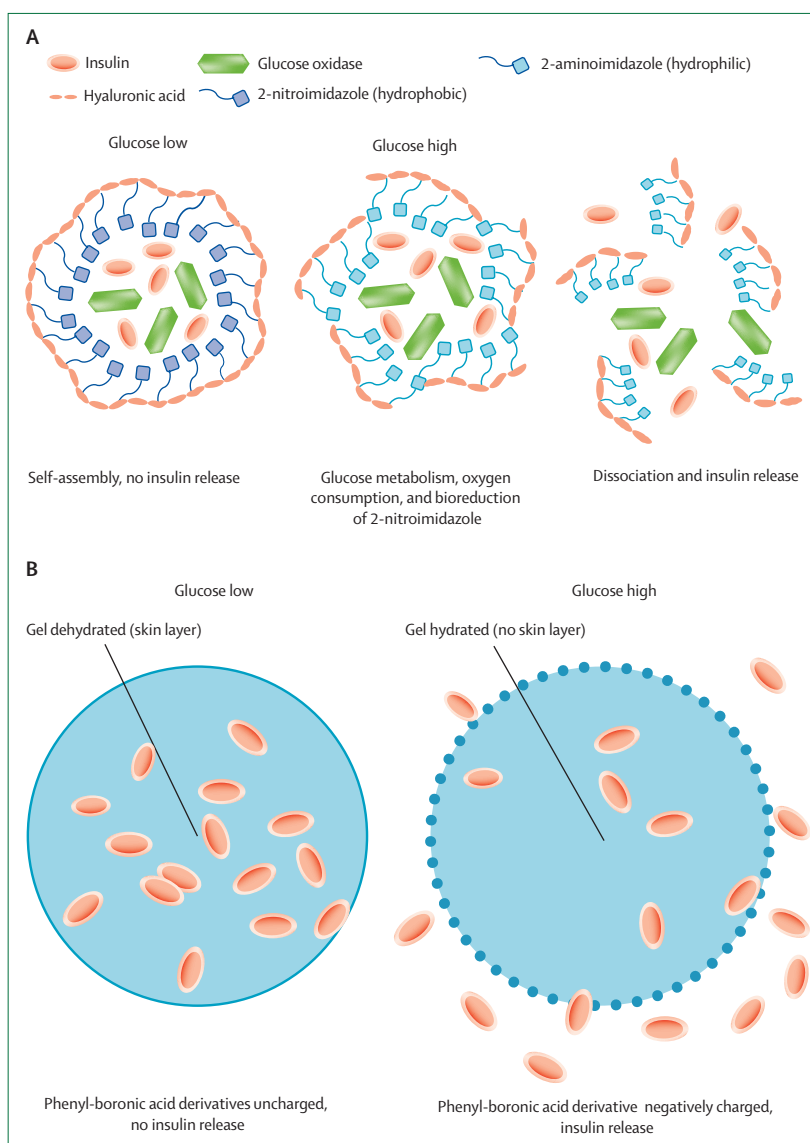 A
Insulin
Glucose oxidase
2-aminoimidazole (hydrophilic)
Hyaluronic acid
2-nitroimidazole (hydrophobic)
Glucose low
Glucose high
Self-assembly, no insulin release
Glucose metabolism, oxygen
consumption, and bioreduction
of 2-nitroimidazole
Dissociation and insulin release
B
Glucose low
Glucose high
Gel dehydrated (skin layer)
Gel hydrated (no skin layer)
Phenyl-boronic acid derivatives uncharged,
no insulin release
Phenyl-boronic acid derivative negatively charged,
insulin release